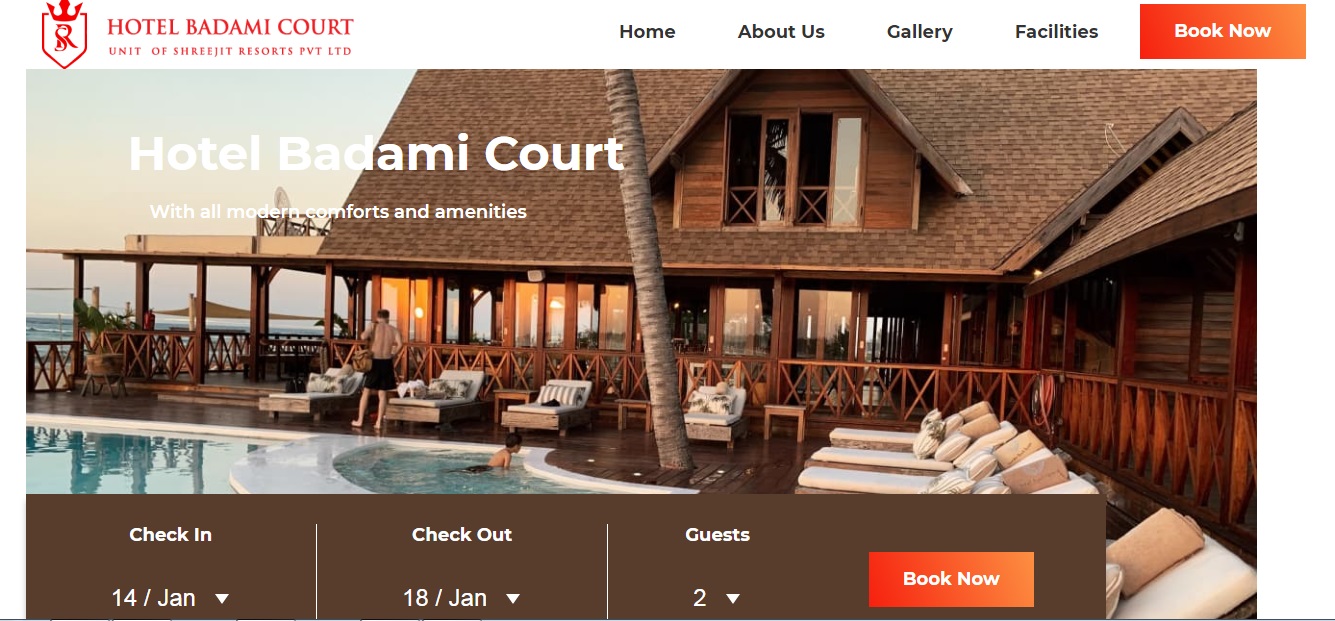 HOTEL BADAMI COURT
UNIT OF SHREEJIT RESORTS PVT LTD
Home About Us Gallery Facilities Book Now
Hotel Badami Court
With all modern comforts and amenities
Check In Check Out Guests
Book Now
14 / Jan 18 / Jan 2